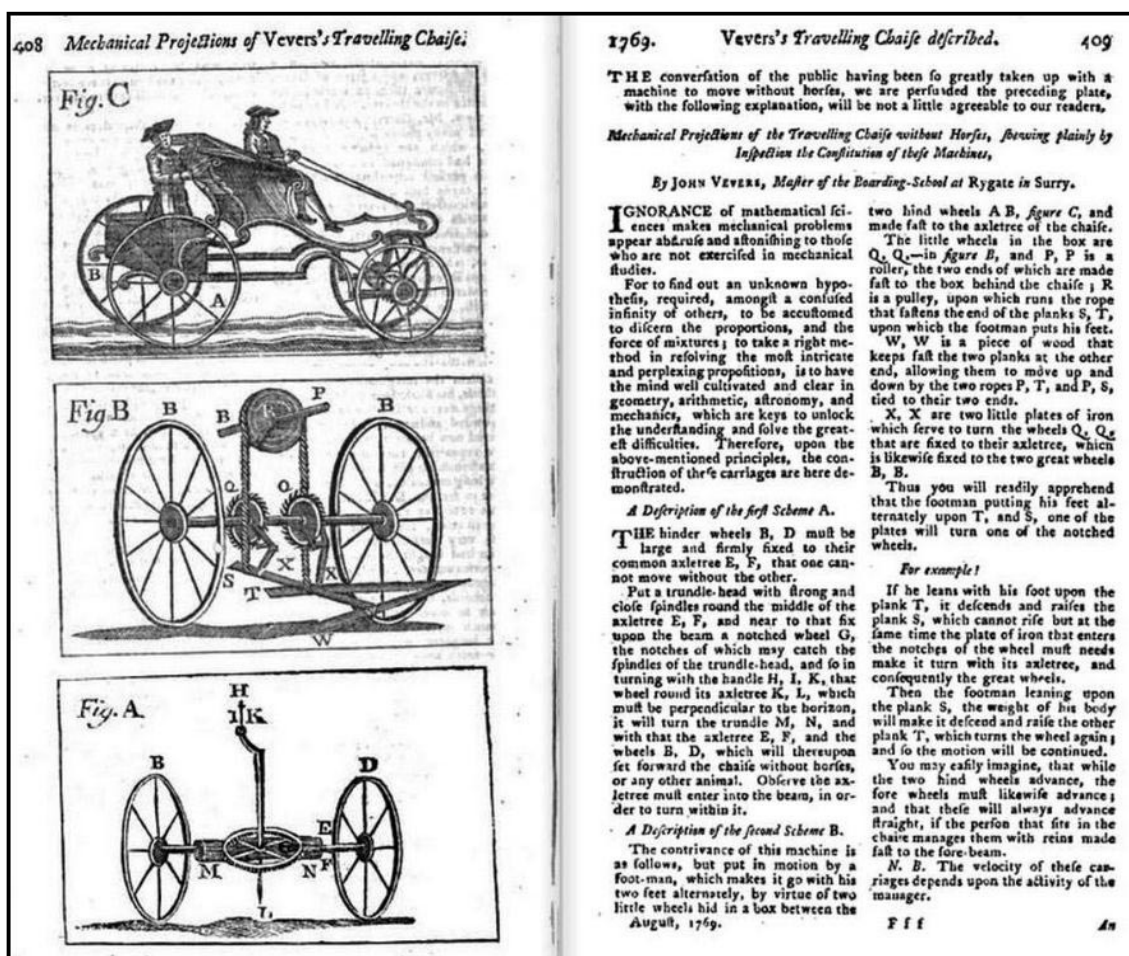 408 Mechanical Projections of Vevers's Travelling Chaise.
Fig. C
B
A
Fig B
B
B
P
R
B
Q
Q
S
X
X
T
W
Fig. A
H
I K
B
D
E
M
N
F
L
1769. Vevers's Travelling Chaiſe deſcribed. 409
THE converſation of the public having been ſo greatly taken up with a
machine to move without horſes, we are perſuaded the preceding plate,
with the following explanation, will be not a little agreeable to our readers,
Mechanical Projections of the Travelling Chaiſe without Horſes, ſhewing plainly by
Inſpection the Conſtitution of theſe Machines,
By JOHN VEVERS, Maſter of the Boarding-School at Rygate in Surry.
IGNORANCE of mathematical ſci-
ences makes mechanical problems
appear abſtruſe and aſtoniſhing to thoſe
who are not exerciſed in mechanical
ſtudies.
For to find out an unknown hypo-
theſis, required, amongſt a confuſed
infinity of others, to be accuſtomed
to diſcern the proportions, and the
force of mixtures; to take a right me-
thod in reſolving the moſt intricate
and perplexing propoſitions, is to have
the mind well cultivated and clear in
geometry, arithmetic, aſtronomy, and
mechanics, which are keys to unlock
the underſtanding and ſolve the great-
eſt difficulties. Therefore, upon the
above-mentioned principles, the con-
ſtruction of theſe carriages are here de-
monſtrated.
A Deſcription of the firſt Scheme A.
THE hinder wheels B, D muſt be
large and firmly fixed to their
common axletree E, F, that one can-
not move without the other.
Put a trundle-head with ſtrong and
cloſe ſpindles round the middle of the
axletree E, F, and near to that fix
upon the beam a notched wheel G,
the notches of which may catch the
ſpindles of the trundle-head, and ſo in
turning with the handle H, I, K, that
wheel round its axletree K, L, which
muſt be perpendicular to the horizon,
it will turn the trundle M, N, and
with that the axletree E, F, and the
wheels B, D, which will thereupon
ſet forward the chaiſe without horſes,
or any other animal. Obſerve the ax-
letree muſt enter into the beam, in or-
der to turn within it.
A Deſcription of the ſecond Scheme B.
The contrivance of this machine is
as follows, but put in motion by a
foot-man, which makes it go with his
two feet alternately, by virtue of two
little wheels hid in a box between the
August, 1769.
two hind wheels A B, figure C, and
made faſt to the axletree of the chaiſe.
The little wheels in the box are
Q, Q,—in figure B, and P, P is a
roller, the two ends of which are made
faſt to the box behind the chaiſe; R
is a pulley, upon which runs the rope
that faſtens the end of the planks S, T,
upon which the footman puts his feet.
W, W is a piece of wood that
keeps faſt the two planks at the other
end, allowing them to move up and
down by the two ropes P, T, and P, S,
tied to their two ends.
X, X are two little plates of iron
which ſerve to turn the wheels Q, Q,
that are fixed to their axletree, which
is likewiſe fixed to the two great wheels
B, B.
Thus you will readily apprehend
that the footman putting his feet al-
ternately upon T, and S, one of the
plates will turn one of the notched
wheels.
For example!
If he leans with his foot upon the
plank T, it deſcends and raiſes the
plank S, which cannot riſe but at the
ſame time the plate of iron that enters
the notches of the wheel muſt needs
make it turn with its axletree, and
conſequently the great wheels.
Then the footman leaning upon
the plank S, the weight of his body
will make it deſcend and raiſe the other
plank T, which turns the wheel again;
and ſo the motion will be continued.
You may eaſily imagine, that while
the two hind wheels advance, the
fore wheels muſt likewiſe advance;
and that theſe will always advance
ſtraight, if the perſon that ſits in the
chaiſe manages them with reins made
faſt to the fore-beam.
N. B. The velocity of theſe car-
riages depends upon the activity of the
manager.
F f f An